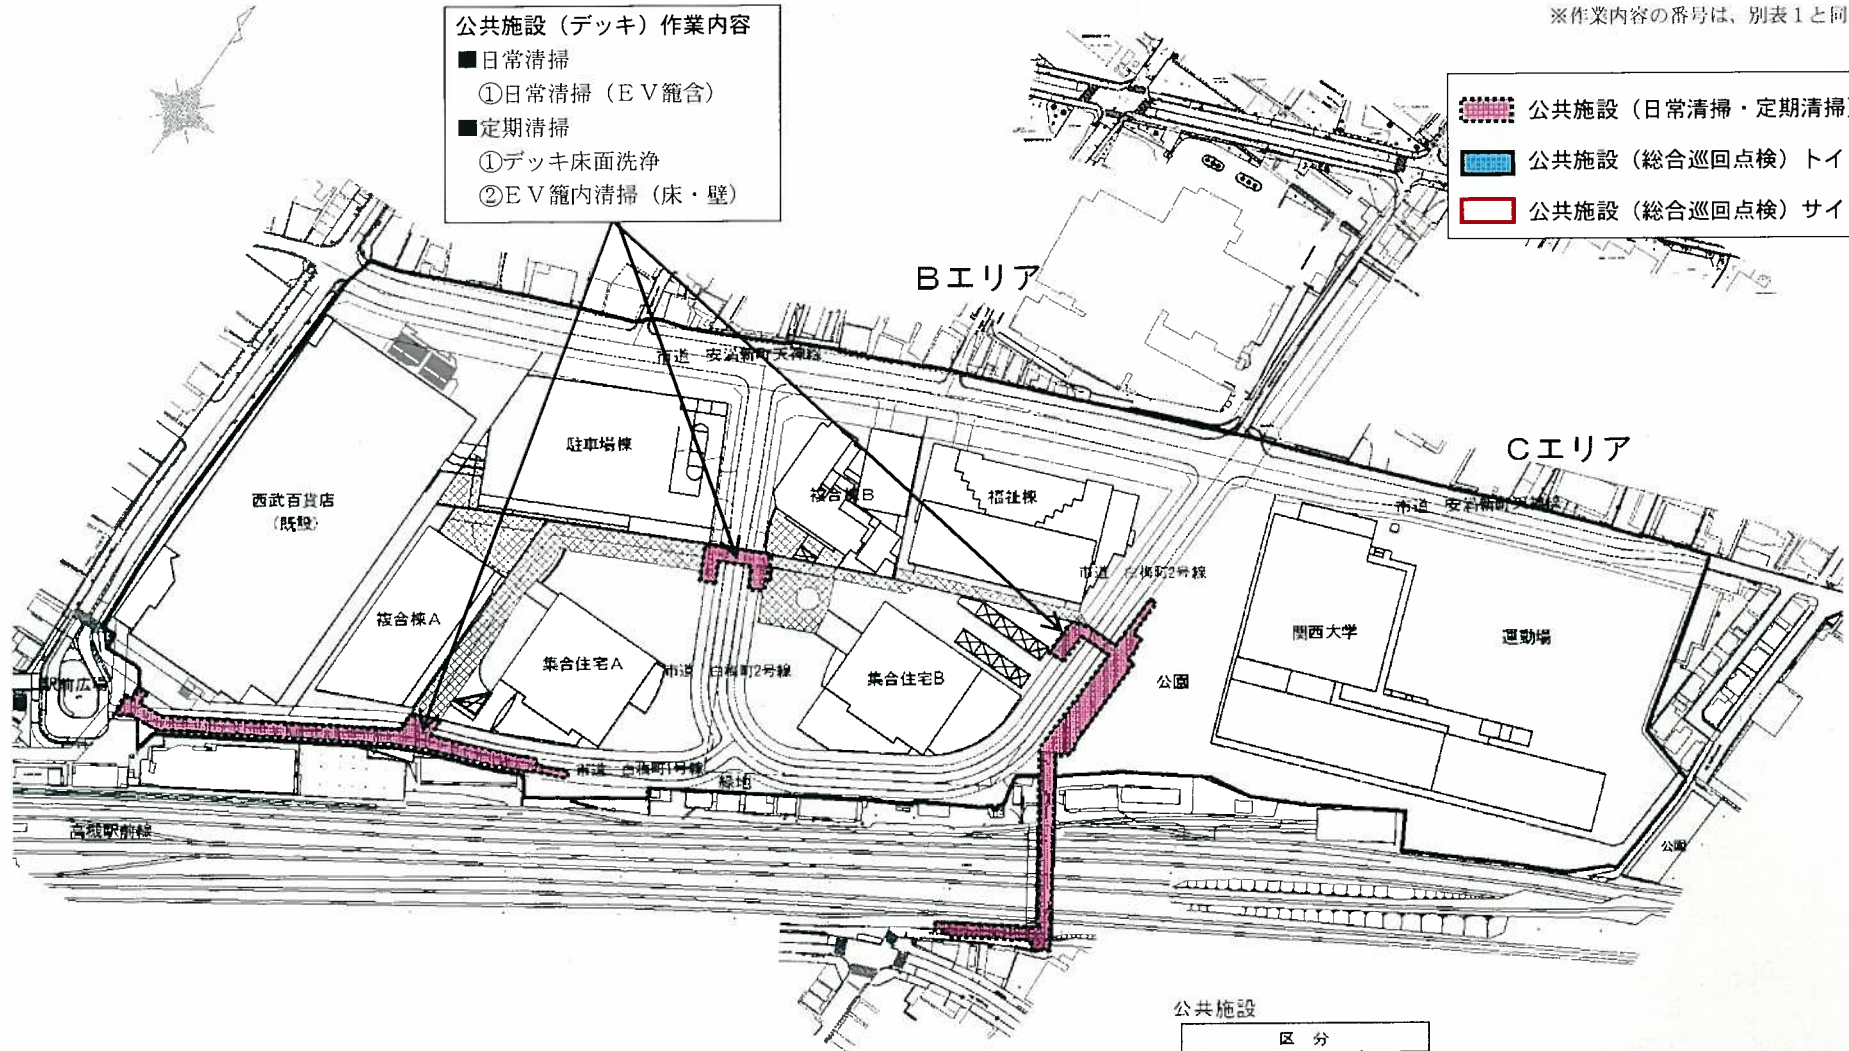 ※作業内容の番号は、別表１と同
公共施設（デッキ）作業内容
■日常清掃
①日常清掃（ＥＶ籠含）
■定期清掃
①デッキ床面洗浄
②ＥＶ籠内清掃（床・壁）
公共施設（日常清掃・定期清掃）
公共施設（総合巡回点検）トイ
公共施設（総合巡回点検）サイ
Ｂエリア
Ｃエリア
市道　安満新町天神線
市道　安満新町天神線
駐車場棟
西武百貨店
（既設）
複合棟Ｂ
福祉棟
市道　白梅町2号線
複合棟Ａ
集合住宅Ａ
市道　白梅町2号線
集合住宅Ｂ
公園
関西大学
運動場
駅前広場
市道　白梅町1号線
緑地
高槻駅前線
公園
公共施設
区　分